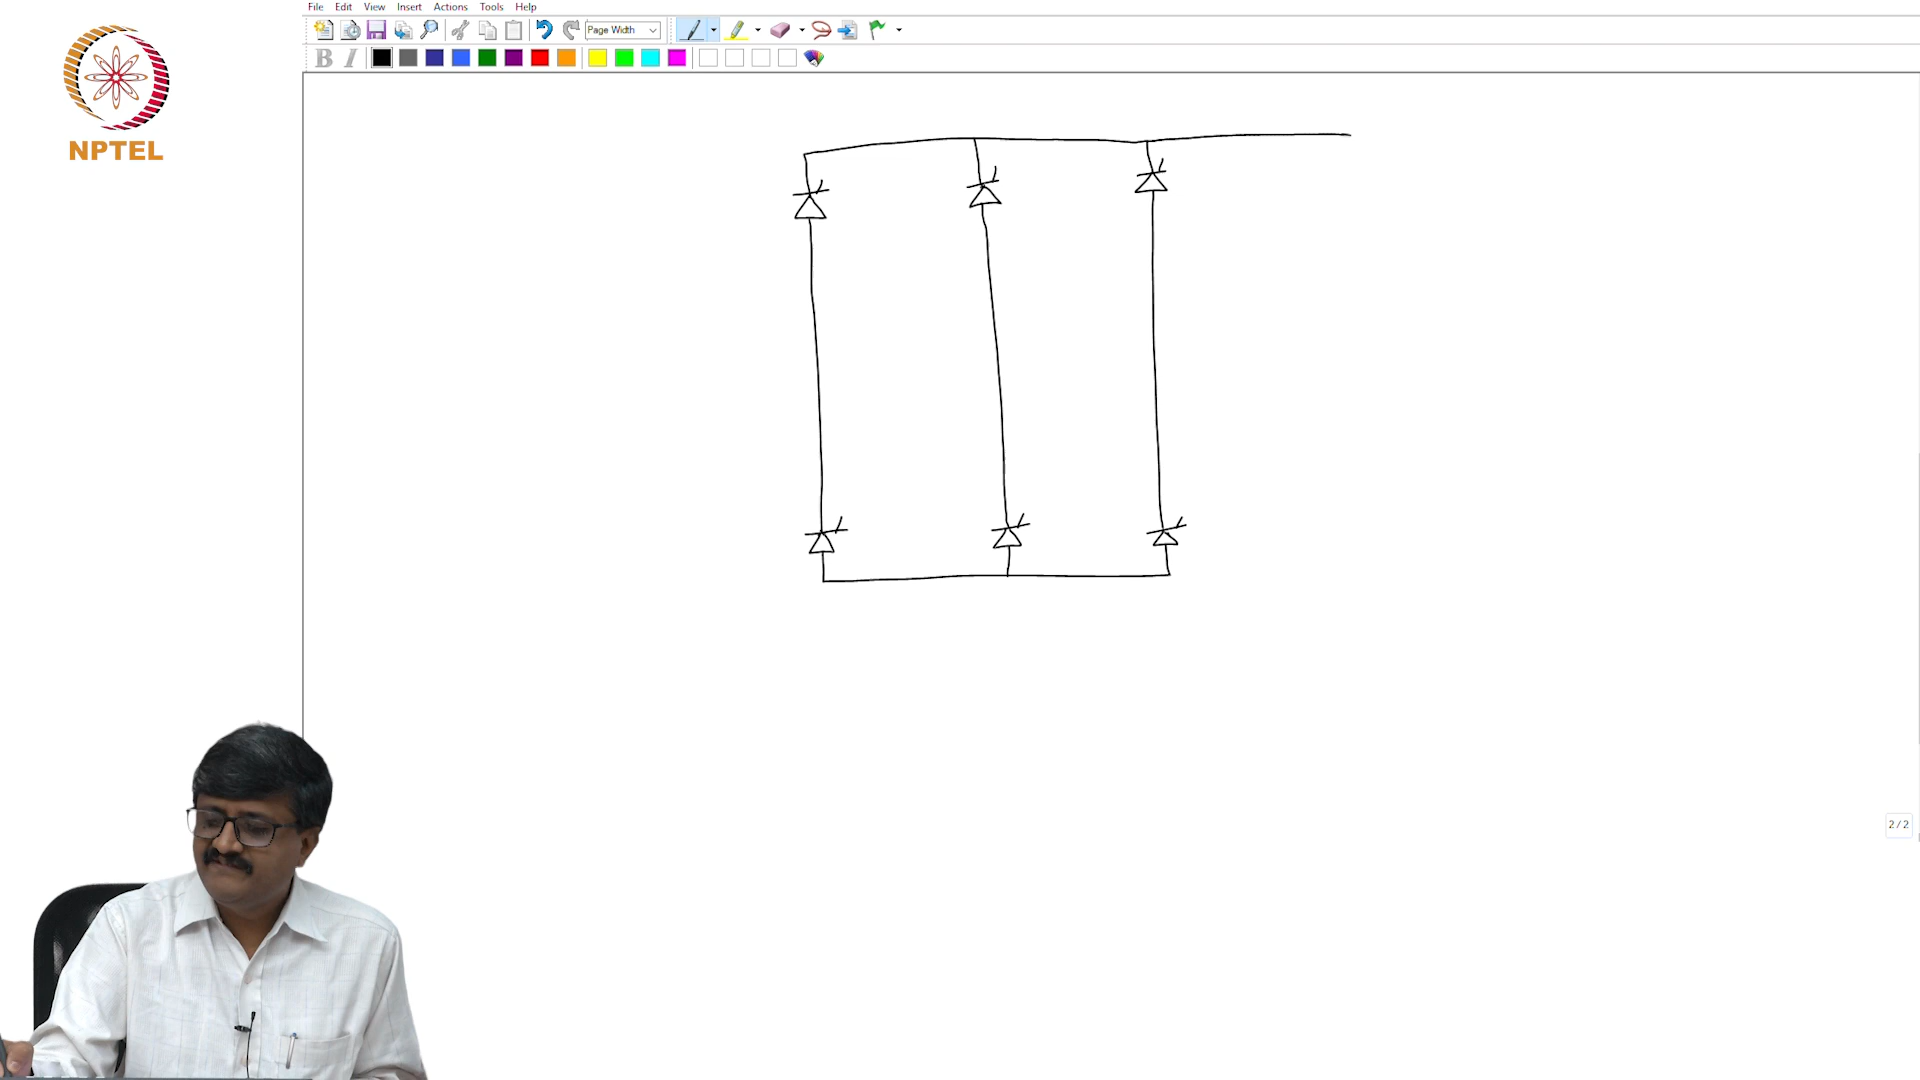 File Edit View Insert Actions Tools Help
Page Width
B I
NPTEL
2 / 2